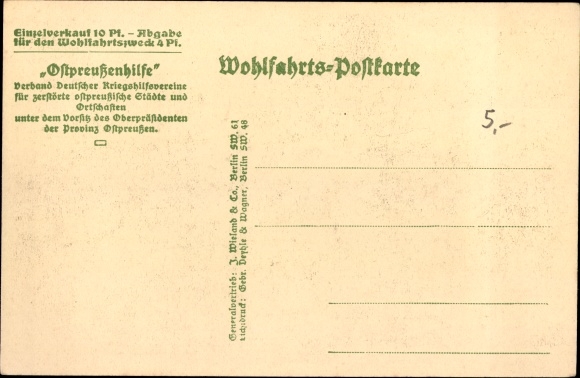 Einzelverkauf 10 Pf. – Abgabe
für den Wohlfahrtszweck 4 Pf.
„Ostpreußenhilfe"
Verband Deutscher Kriegshilfsvereine
für zerstörte ostpreußische Städte und
Ortschaften
unter dem Vorsitz des Oberpräsidenten
der Provinz Ostpreußen.
Wohlfahrts-Postkarte
5,-
Generalvertrieb: J. Wieland & Co., Berlin SW. 61
Lichtdruck: Gebr. Deyhle & Wagner, Berlin SW. 48